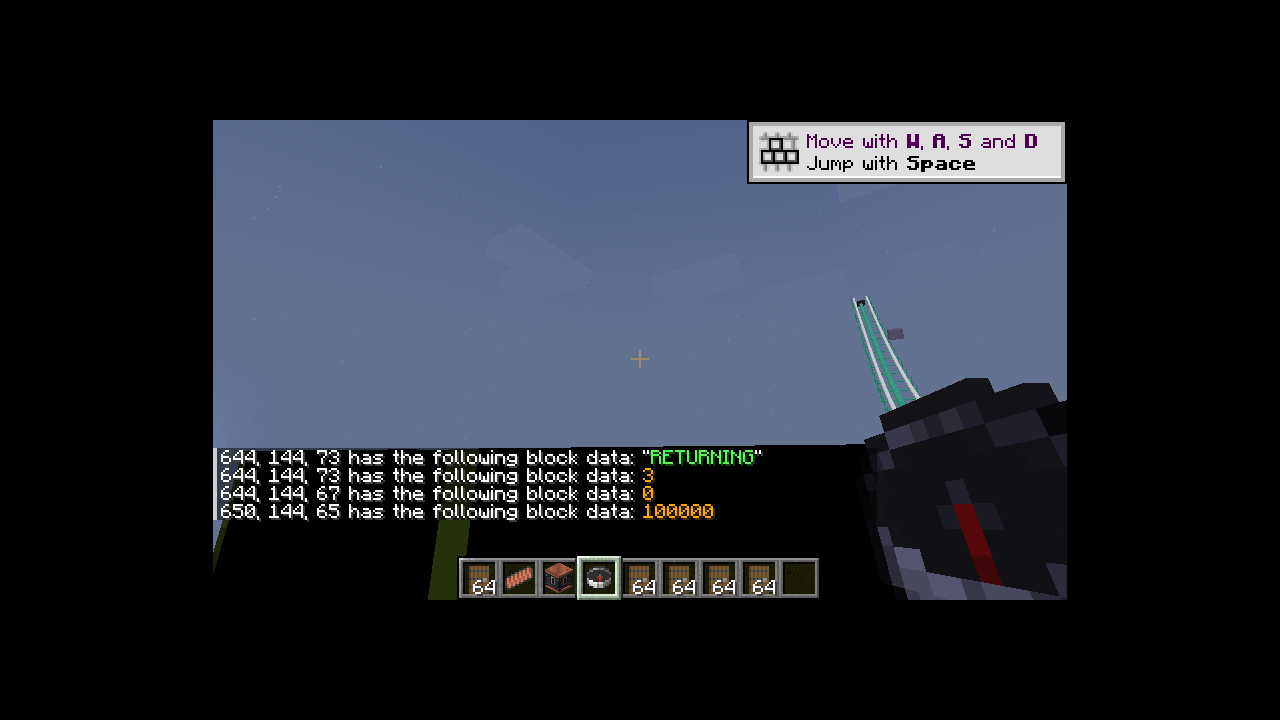 Move with W, A, S and D
Jump with Space
644, 144, 73 has the following block data: "RETURNING"
644, 144, 73 has the following block data: 3
644, 144, 67 has the following block data: 0
650, 144, 65 has the following block data: 100000
64 64 64 64 64